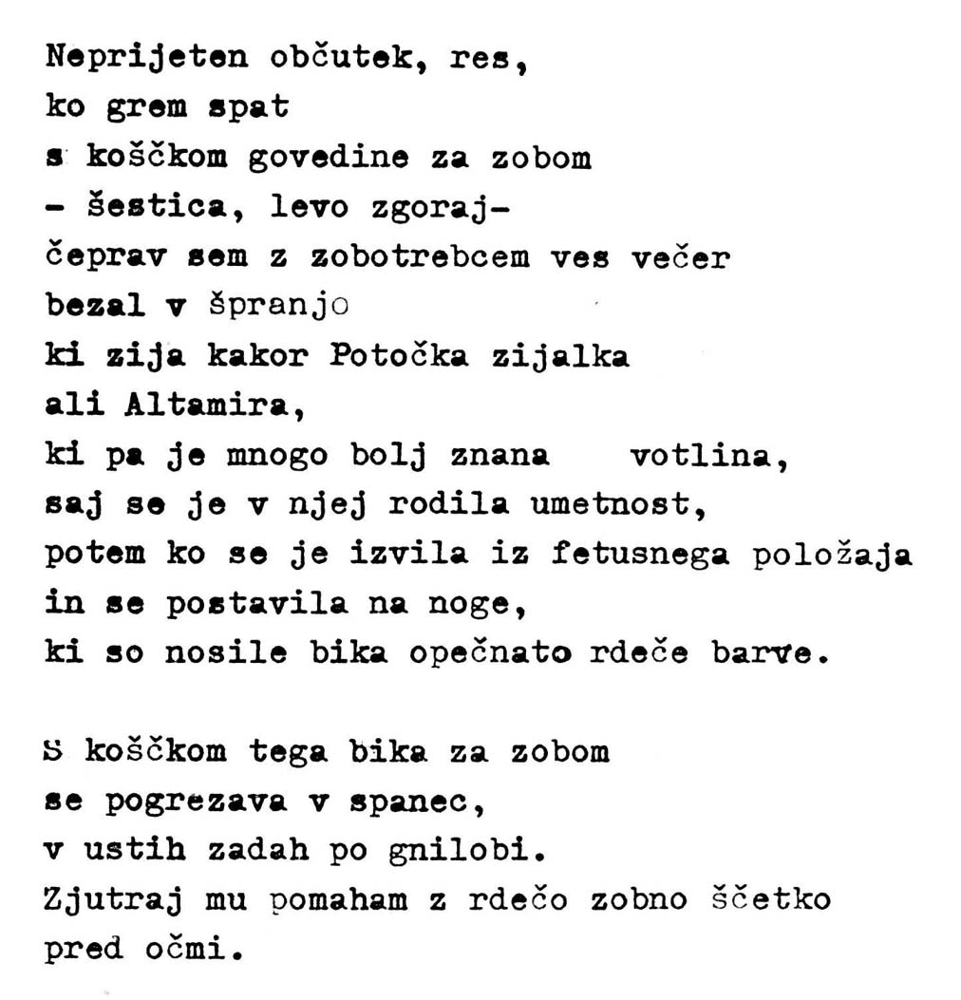 Neprijeten občutek, res,
ko grem spat
s koščkom govedine za zobom
- šestica, levo zgoraj-
čeprav sem z zobotrebcem ves večer
bezal v špranjo
ki zija kakor Potočka zijalka
ali Altamira,
ki pa je mnogo bolj znana votlina,
saj se je v njej rodila umetnost,
potem ko se je izvila iz fetusnega položaja
in se postavila na noge,
ki so nosile bika opečnato rdeče barve.

S koščkom tega bika za zobom
se pogrezava v spanec,
v ustih zadah po gnilobi.
Zjutraj mu pomaham z rdečo zobno ščetko
pred očmi.